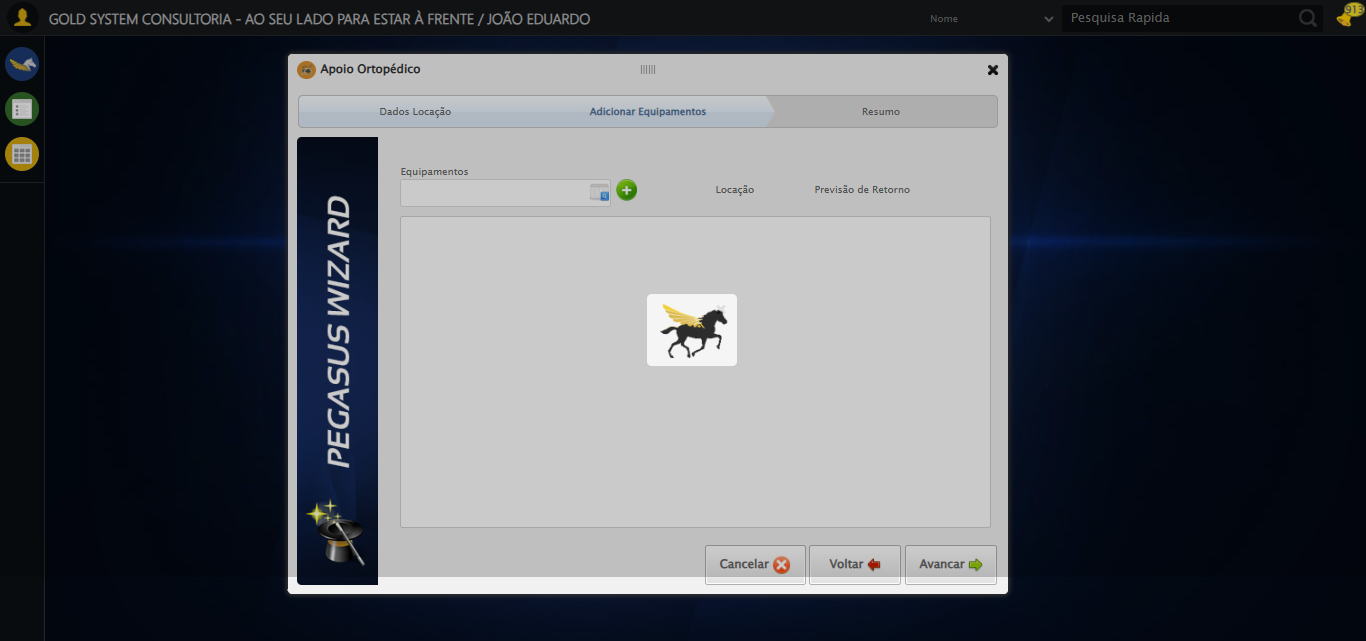 GOLD SYSTEM CONSULTORIA - AO SEU LADO PARA ESTAR À FRENTE / JOÃO EDUARDO
Nome
Pesquisa Rapida
913
Apoio Ortopédico
Dados Locação
Adicionar Equipamentos
Resumo
PEGASUS WIZARD
Equipamentos
Locação
Previsão de Retorno
Cancelar
Voltar
Avancar